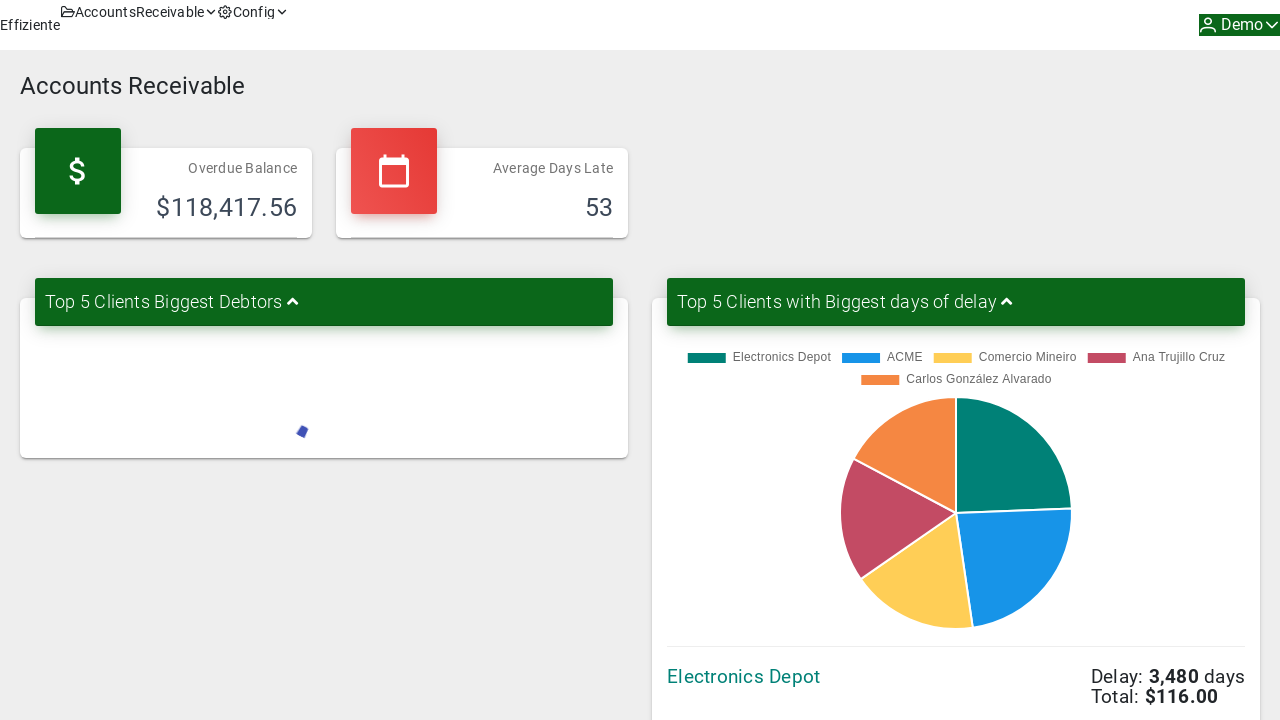 Effiziente
AccountsReceivable
Config
Demo
Accounts Receivable
Overdue Balance
$118,417.56
Average Days Late
53
Top 5 Clients Biggest Debtors
Top 5 Clients with Biggest days of delay
Electronics Depot
ACME
Comercio Mineiro
Ana Trujillo Cruz
Carlos González Alvarado
Electronics Depot
Delay: 3,480 days
Total: $116.00